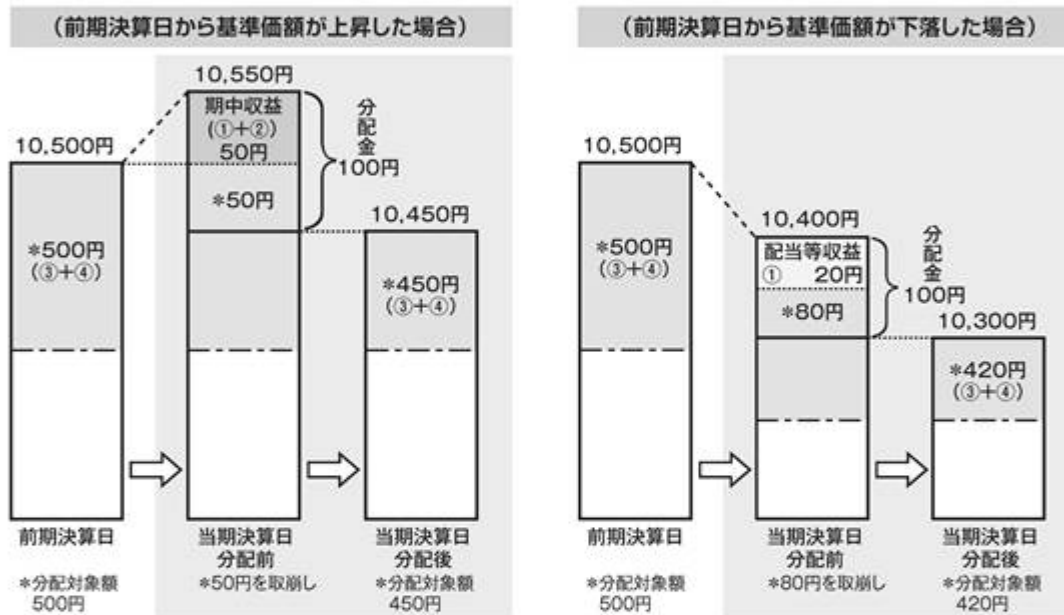 (前期決算日から基準価額が上昇した場合)
10,550円
期中収益
(①+②)
50円
*50円
分配金
100円
10,500円
*500円
(③+④)
10,450円
*450円
(③+④)
前期決算日
当期決算日
分配前
当期決算日
分配後
*分配対象額
500円
*50円を取崩し
*分配対象額
450円
(前期決算日から基準価額が下落した場合)
10,500円
*500円
(③+④)
10,400円
配当等収益
① 20円
*80円
分配金
100円
10,300円
*420円
(③+④)
前期決算日
当期決算日
分配前
当期決算日
分配後
*分配対象額
500円
*80円を取崩し
*分配対象額
420円